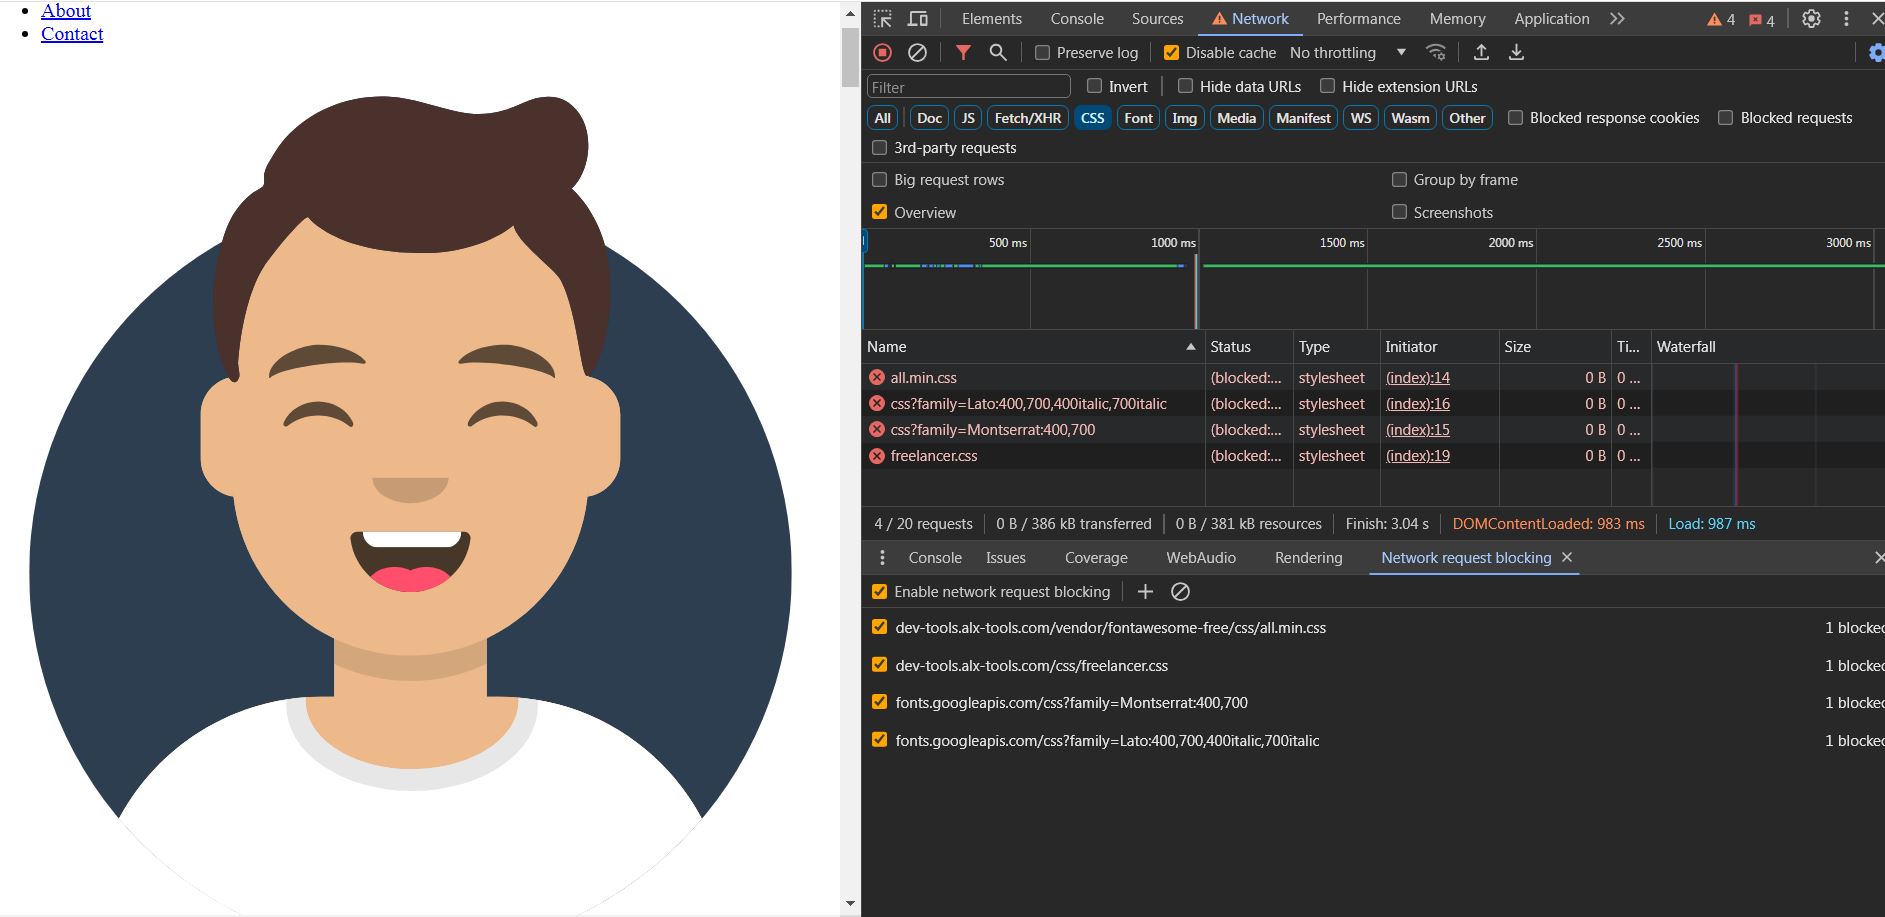 About
Contact
Elements Console Sources Network Performance Memory Application 4 4
Preserve log Disable cache No throttling
Filter Invert Hide data URLs Hide extension URLs
All Doc JS Fetch/XHR CSS Font Img Media Manifest WS Wasm Other Blocked response cookies Blocked requests
3rd-party requests
Big request rows Group by frame
Overview Screenshots
500 ms 1000 ms 1500 ms 2000 ms 2500 ms 3000 ms
Name Status Type Initiator Size Ti... Waterfall
all.min.css (blocked:... stylesheet (index):14 0 B 0 ...
css?family=Lato:400,700,400italic,700italic (blocked:... stylesheet (index):16 0 B 0 ...
css?family=Montserrat:400,700 (blocked:... stylesheet (index):15 0 B 0 ...
freelancer.css (blocked:... stylesheet (index):19 0 B 0 ...
4 / 20 requests 0 B / 386 kB transferred 0 B / 381 kB resources Finish: 3.04 s DOMContentLoaded: 983 ms Load: 987 ms
Console Issues Coverage WebAudio Rendering Network request blocking
Enable network request blocking
dev-tools.alx-tools.com/vendor/fontawesome-free/css/all.min.css 1 blocked
dev-tools.alx-tools.com/css/freelancer.css 1 blocked
fonts.googleapis.com/css?family=Montserrat:400,700 1 blocked
fonts.googleapis.com/css?family=Lato:400,700,400italic,700italic 1 blocked